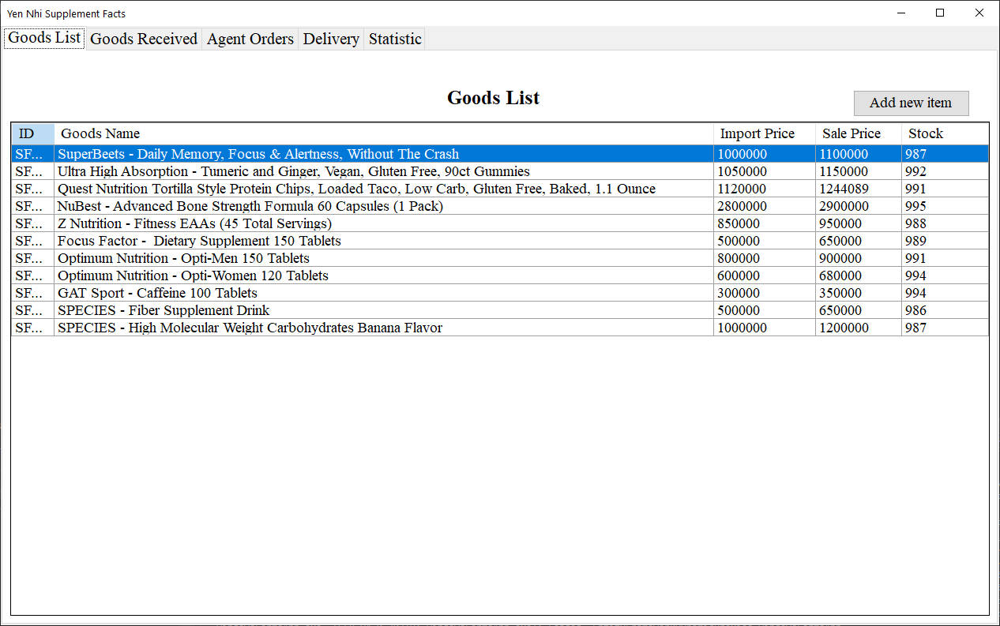 Yen Nhi Supplement Facts
Goods List Goods Received Agent Orders Delivery Statistic
Goods List
Add new item
ID Goods Name Import Price Sale Price Stock
SF... SuperBeets - Daily Memory, Focus & Alertness, Without The Crash 1000000 1100000 987
SF... Ultra High Absorption - Tumeric and Ginger, Vegan, Gluten Free, 90ct Gummies 1050000 1150000 992
SF... Quest Nutrition Tortilla Style Protein Chips, Loaded Taco, Low Carb, Gluten Free, Baked, 1.1 Ounce 1120000 1244089 991
SF... NuBest - Advanced Bone Strength Formula 60 Capsules (1 Pack) 2800000 2900000 995
SF... Z Nutrition - Fitness EAAs (45 Total Servings) 850000 950000 988
SF... Focus Factor -  Dietary Supplement 150 Tablets 500000 650000 989
SF... Optimum Nutrition - Opti-Men 150 Tablets 800000 900000 991
SF... Optimum Nutrition - Opti-Women 120 Tablets 600000 680000 994
SF... GAT Sport - Caffeine 100 Tablets 300000 350000 994
SF... SPECIES - Fiber Supplement Drink 500000 650000 986
SF... SPECIES - High Molecular Weight Carbohydrates Banana Flavor 1000000 1200000 987